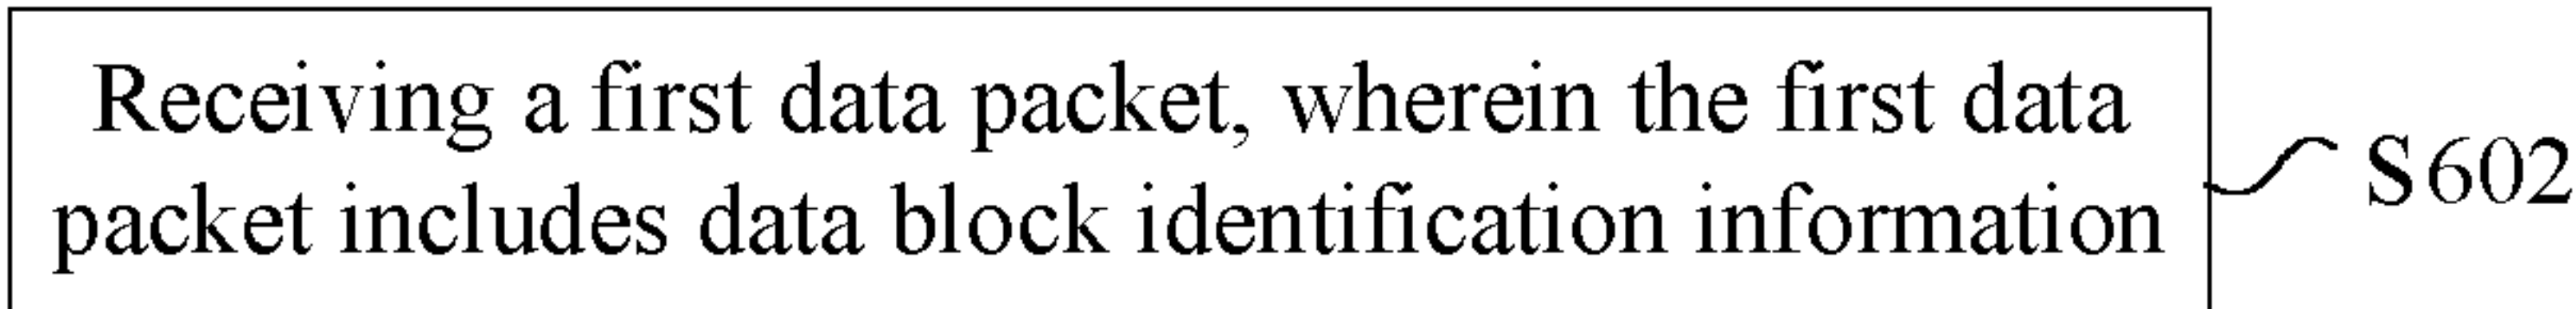 Receiving a first data packet, wherein the first data
packet includes data block identification information
S602